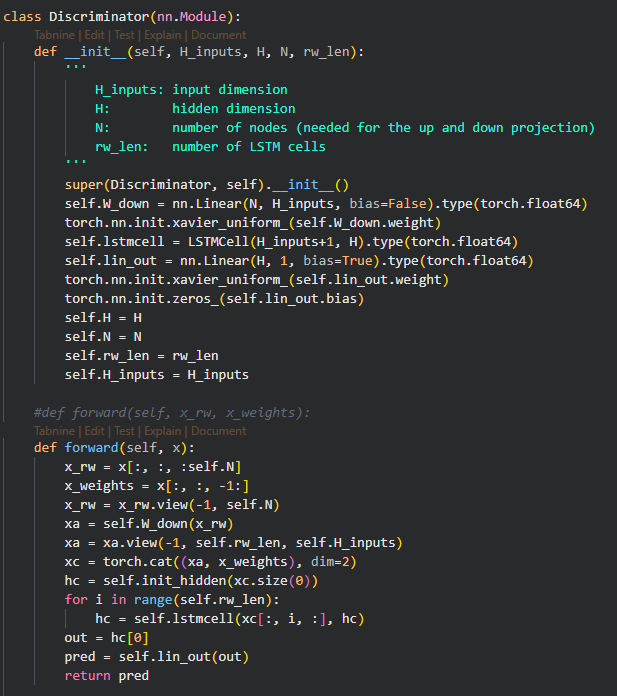 class Discriminator(nn.Module):
Tabnine | Edit | Test | Explain | Document
def __init__(self, H_inputs, H, N, rw_len):
'''
H_inputs: input dimension
H:        hidden dimension
N:        number of nodes (needed for the up and down projection)
rw_len:   number of LSTM cells
'''
super(Discriminator, self).__init__()
self.W_down = nn.Linear(N, H_inputs, bias=False).type(torch.float64)
torch.nn.init.xavier_uniform_(self.W_down.weight)
self.lstmcell = LSTMCell(H_inputs+1, H).type(torch.float64)
self.lin_out = nn.Linear(H, 1, bias=True).type(torch.float64)
torch.nn.init.xavier_uniform_(self.lin_out.weight)
torch.nn.init.zeros_(self.lin_out.bias)
self.H = H
self.N = N
self.rw_len = rw_len
self.H_inputs = H_inputs
#def forward(self, x_rw, x_weights):
Tabnine | Edit | Test | Explain | Document
def forward(self, x):
x_rw = x[:, :, :self.N]
x_weights = x[:, :, -1:]
x_rw = x_rw.view(-1, self.N)
xa = self.W_down(x_rw)
xa = xa.view(-1, self.rw_len, self.H_inputs)
xc = torch.cat((xa, x_weights), dim=2)
hc = self.init_hidden(xc.size(0))
for i in range(self.rw_len):
hc = self.lstmcell(xc[:, i, :], hc)
out = hc[0]
pred = self.lin_out(out)
return pred